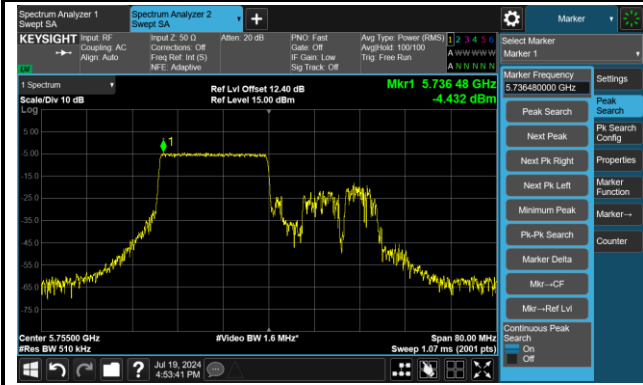 Spectrum Analyzer 1
Swept SA
Spectrum Analyzer 2
Swept SA
Marker
KEYSIGHT
Input: RF
Coupling: AC
Align: Auto
Input Z: 50 Ω
Corrections: Off
Freq Ref: Int (S)
NFE: Adaptive
Atten: 20 dB
PNO: Fast
Gate: Off
IF Gain: Low
Sig Track: Off
Avg Type: Power (RMS)
Avg|Hold: 100/100
Trig: Free Run
1 2 3 4 5 6
A W W W W W
A N N N N N
LV
Select Marker
Marker 1
1 Spectrum
Scale/Div 10 dB
Log
Ref Lvl Offset 12.40 dB
Ref Level 15.00 dBm
Mkr1 5.736 48 GHz
-4.432 dBm
1
5.00
-5.00
-15.0
-25.0
-35.0
-45.0
-55.0
-65.0
-75.0
Center 5.75500 GHz
#Res BW 510 kHz
#Video BW 1.6 MHz*
Span 80.00 MHz
Sweep 1.07 ms (2001 pts)
Marker Frequency
5.736480000 GHz
Peak Search
Next Peak
Next Pk Right
Next Pk Left
Minimum Peak
Pk-Pk Search
Marker Delta
Mkr→CF
Mkr→Ref Lvl
Continuous Peak
Search
On
Off
Settings
Peak
Search
Pk Search
Config
Properties
Marker
Function
Marker→
Counter
?
Jul 19, 2024
4:53:41 PM